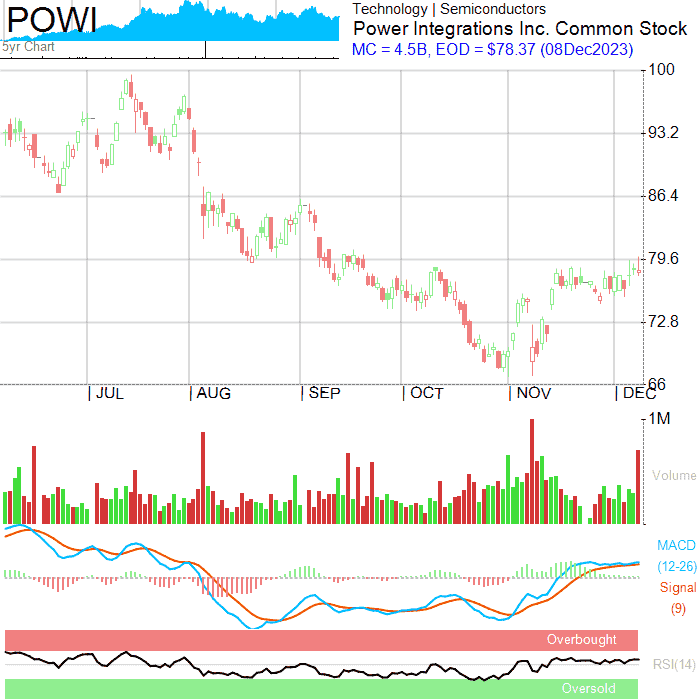 POWI
5yr Chart
Technology | Semiconductors
Power Integrations Inc. Common Stock
MC = 4.5B, EOD = $78.37 (08Dec2023)
100
93.2
86.4
79.6
72.8
66
JUL AUG SEP OCT NOV DEC
1M
Volume
MACD
(12-26)
Signal
(9)
Overbought
RSI(14)
Oversold